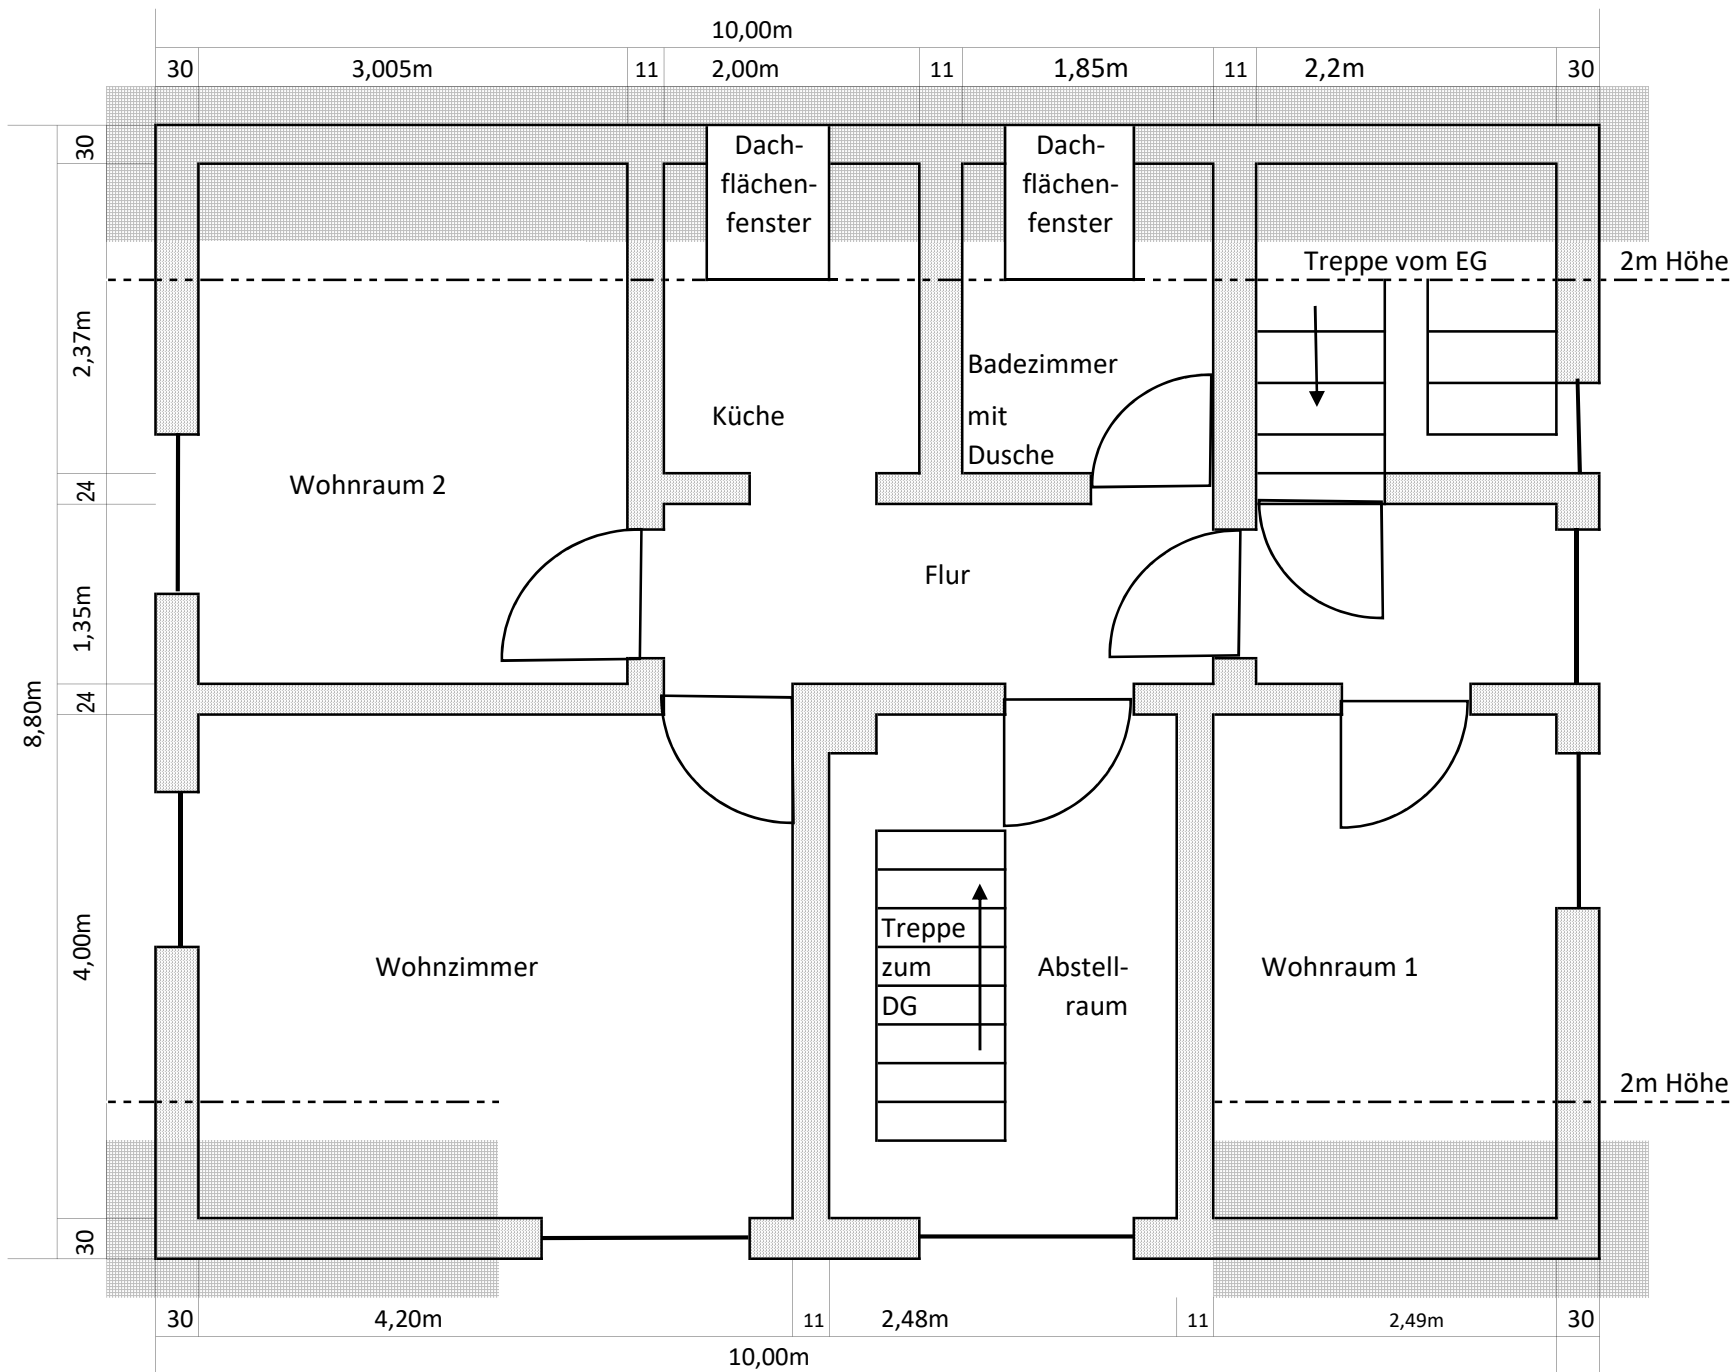 10,00m
30 3,005m 11 2,00m 11 1,85m 11 2,2m 30
30
Dach-
flächen-
fenster
Dach-
flächen-
fenster
Treppe vom EG
2m Höhe
2,37m
Badezimmer
mit
Dusche
Küche
Wohnraum 2
24
Flur
1,35m
24
8,80m
4,00m
Wohnzimmer
Treppe
zum
DG
Abstell-
raum
Wohnraum 1
2m Höhe
30
30 4,20m 11 2,48m 11 2,49m 30
10,00m